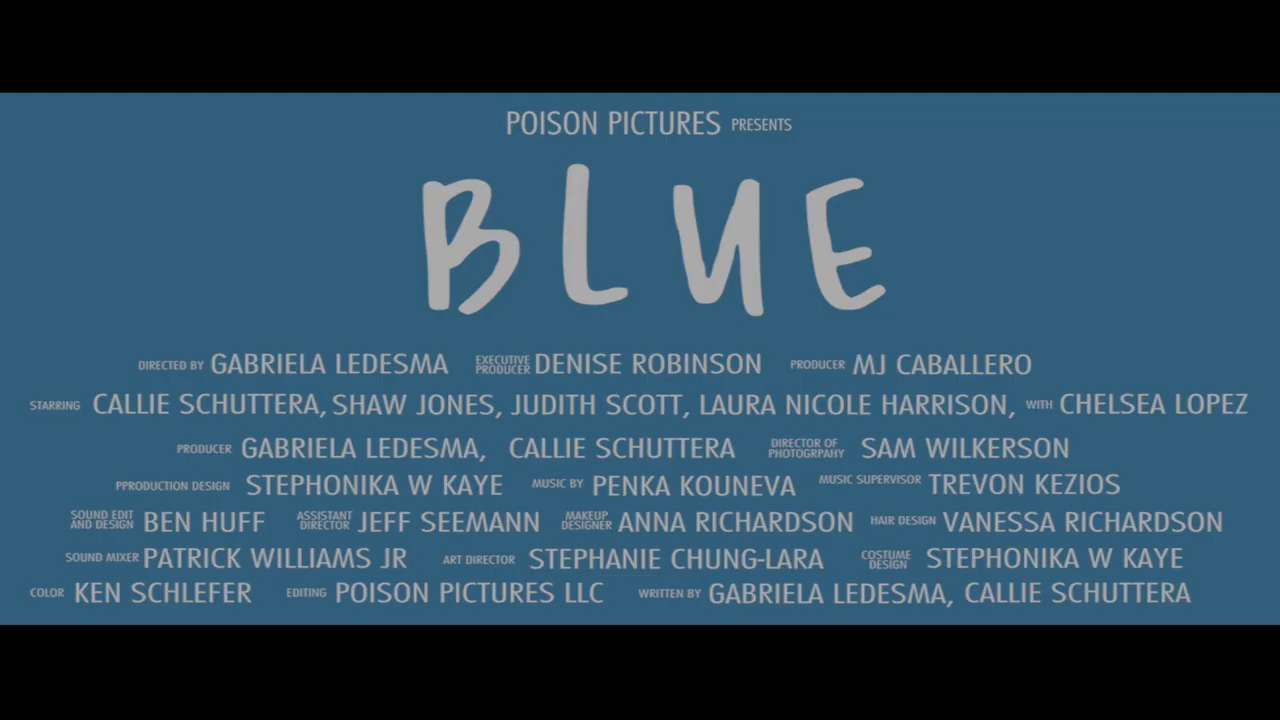 POISON PICTURES PRESENTS
BLUE
DIRECTED BY GABRIELA LEDESMA EXECUTIVE PRODUCER DENISE ROBINSON PRODUCER MJ CABALLERO
STARRING CALLIE SCHUTTERA, SHAW JONES, JUDITH SCOTT, LAURA NICOLE HARRISON, WITH CHELSEA LOPEZ
PRODUCER GABRIELA LEDESMA, CALLIE SCHUTTERA DIRECTOR OF PHOTOGRPAHY SAM WILKERSON
PPRODUCTION DESIGN STEPHONIKA W KAYE MUSIC BY PENKA KOUNEVA MUSIC SUPERVISOR TREVON KEZIOS
SOUND EDIT AND DESIGN BEN HUFF ASSISTANT DIRECTOR JEFF SEEMANN MAKEUP DESIGNER ANNA RICHARDSON HAIR DESIGN VANESSA RICHARDSON
SOUND MIXER PATRICK WILLIAMS JR ART DIRECTOR STEPHANIE CHUNG-LARA COSTUME DESIGN STEPHONIKA W KAYE
COLOR KEN SCHLEFER EDITING POISON PICTURES LLC WRITTEN BY GABRIELA LEDESMA, CALLIE SCHUTTERA